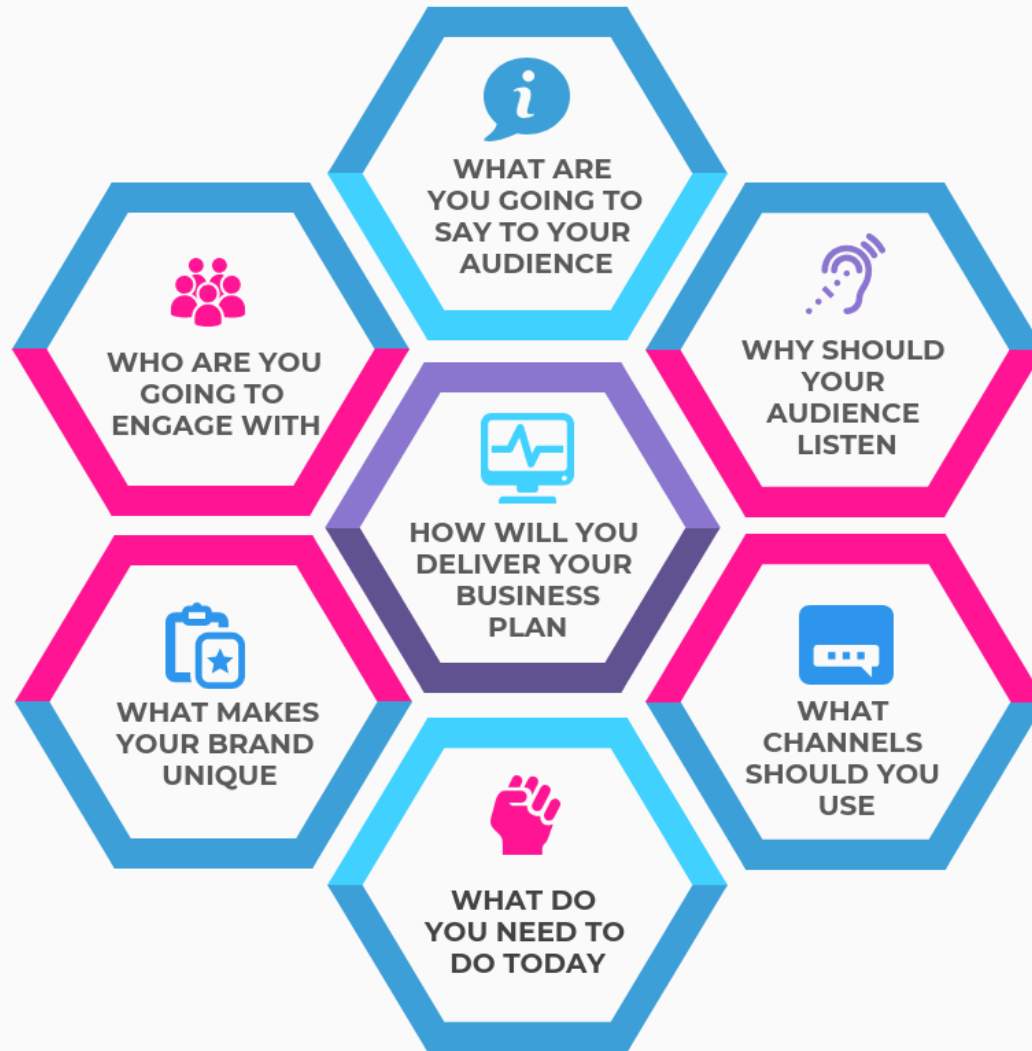 WHAT ARE
YOU GOING TO
SAY TO YOUR
AUDIENCE
WHO ARE YOU
GOING TO
ENGAGE WITH
WHY SHOULD
YOUR
AUDIENCE
LISTEN
HOW WILL YOU
DELIVER YOUR
BUSINESS
PLAN
WHAT MAKES
YOUR BRAND
UNIQUE
WHAT
CHANNELS
SHOULD YOU
USE
WHAT DO
YOU NEED TO
DO TODAY